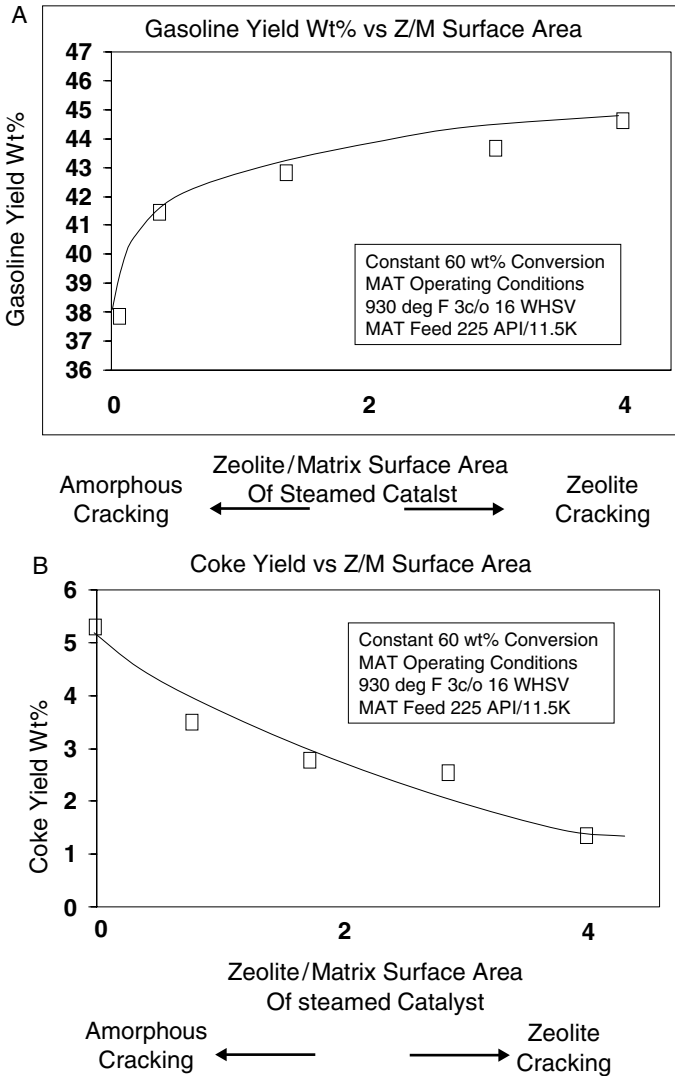 A
Gasoline Yield Wt% vs Z/M Surface Area
Gasoline Yield Wt%
47
46
45
44
43
42
41
40
39
38
37
36
Constant 60 wt% Conversion
MAT Operating Conditions
930 deg F 3c/o 16 WHSV
MAT Feed 225 API/11.5K
0 2 4
Zeolite/Matrix Surface Area
Of Steamed Catalst
Amorphous
Cracking
Zeolite
Cracking
B
Coke Yield vs Z/M Surface Area
Coke Yield Wt%
6
5
4
3
2
1
0
Constant 60 wt% Conversion
MAT Operating Conditions
930 deg F 3c/o 16 WHSV
MAT Feed 225 API/11.5K
0 2 4
Zeolite/Matrix Surface Area
Of steamed Catalyst
Amorphous
Cracking
Zeolite
Cracking